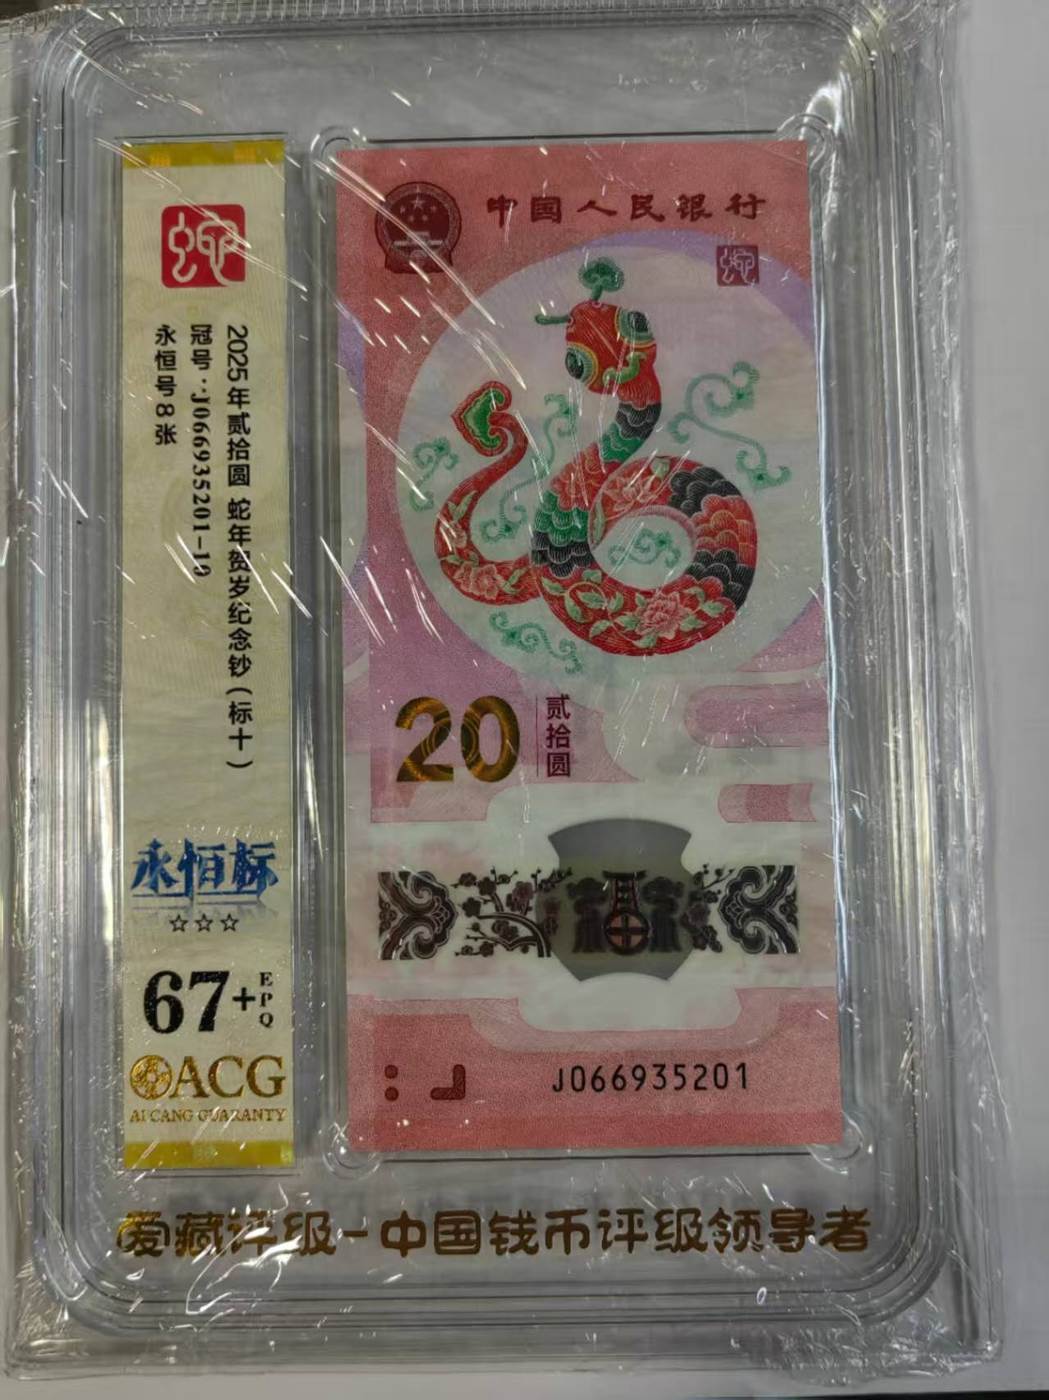 蛇
2025年贰拾圆 蛇年贺岁纪念钞（标十）
冠号：J066935201-10
永恒号8张
永恒标
☆☆☆
67+
EPQ
ACG
AI CANG GUARANTY
中国人民银行
蛇
20
贰拾圆
J066935201
爱藏评级-中国钱币评级领导者